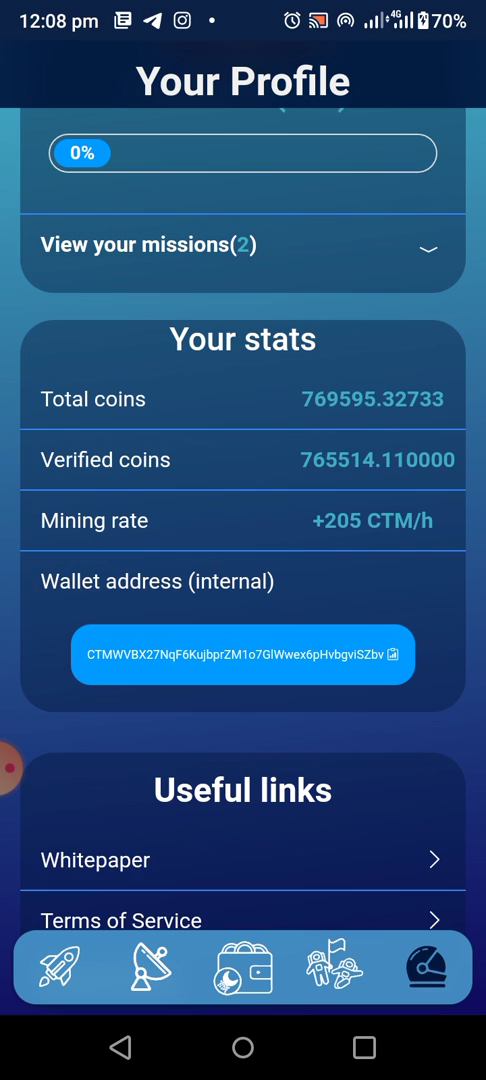 12:08 pm
4G
70%
Your Profile
0%
View your missions(2)
Your stats
Total coins 769595.32733
Verified coins 765514.110000
Mining rate +205 CTM/h
Wallet address (internal)
CTMWVBX27NqF6KujbprZM1o7GlWwex6pHvbgviSZbv
Useful links
Whitepaper
Terms of Service